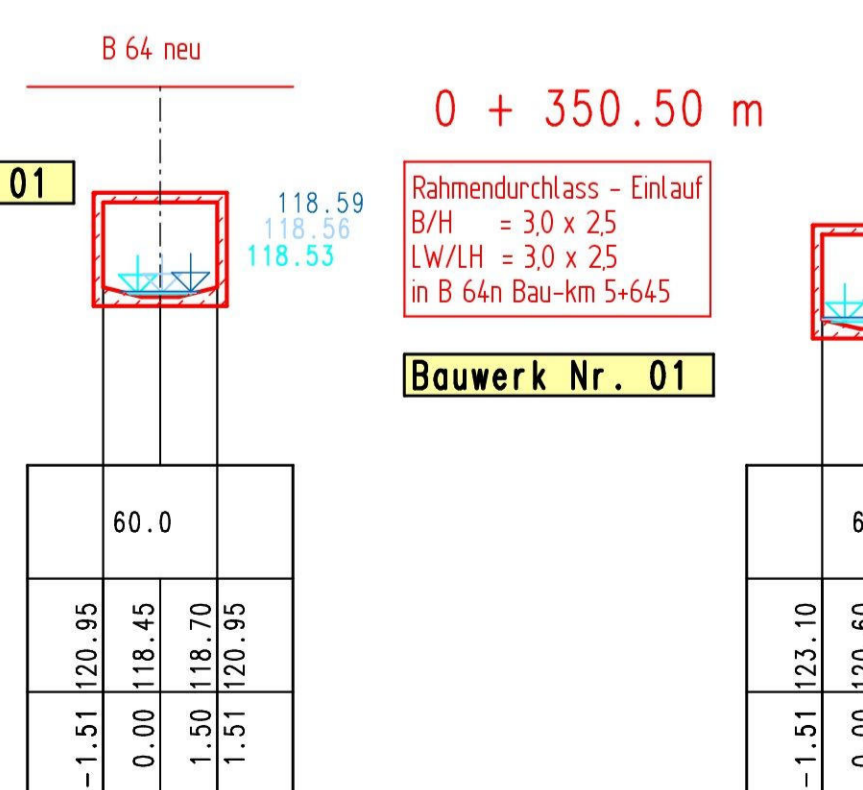 B 64 neu
01
118.59
118.56
118.53
0 + 350.50 m
Rahmendurchlass - Einlauf
B/H = 3,0 x 2,5
LW/LH = 3,0 x 2,5
in B 64n Bau-km 5+645
Bauwerk Nr. 01
60.0
120.95
118.45
118.70
120.95
-1.51
0.00
1.50
1.51
6
123.10
120.60
-1.51
0.00